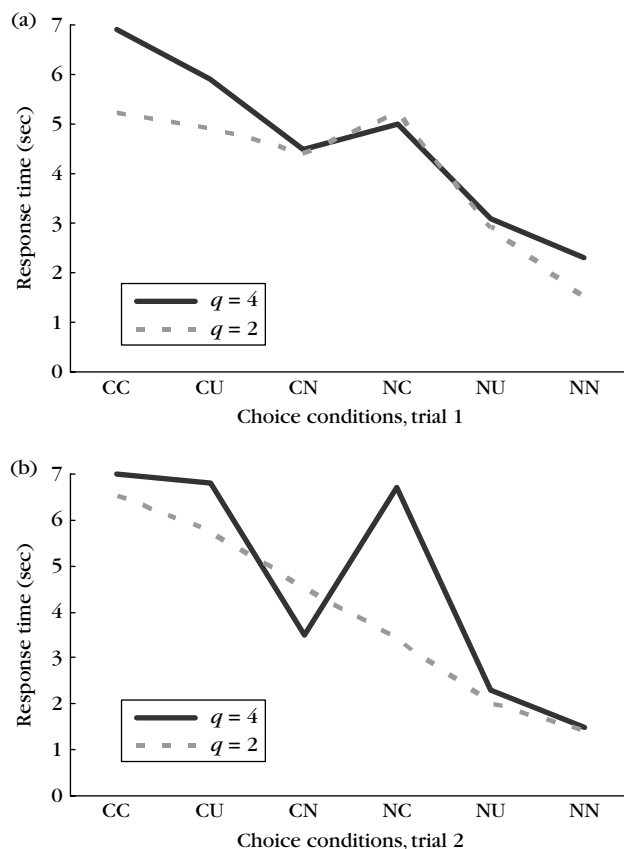 (a)
7
6
5
4
3
2
1
0
Response time (sec)
q = 4
q = 2
CC CU CN NC NU NN
Choice conditions, trial 1
(b)
7
6
5
4
3
2
1
0
Response time (sec)
q = 4
q = 2
CC CU CN NC NU NN
Choice conditions, trial 2